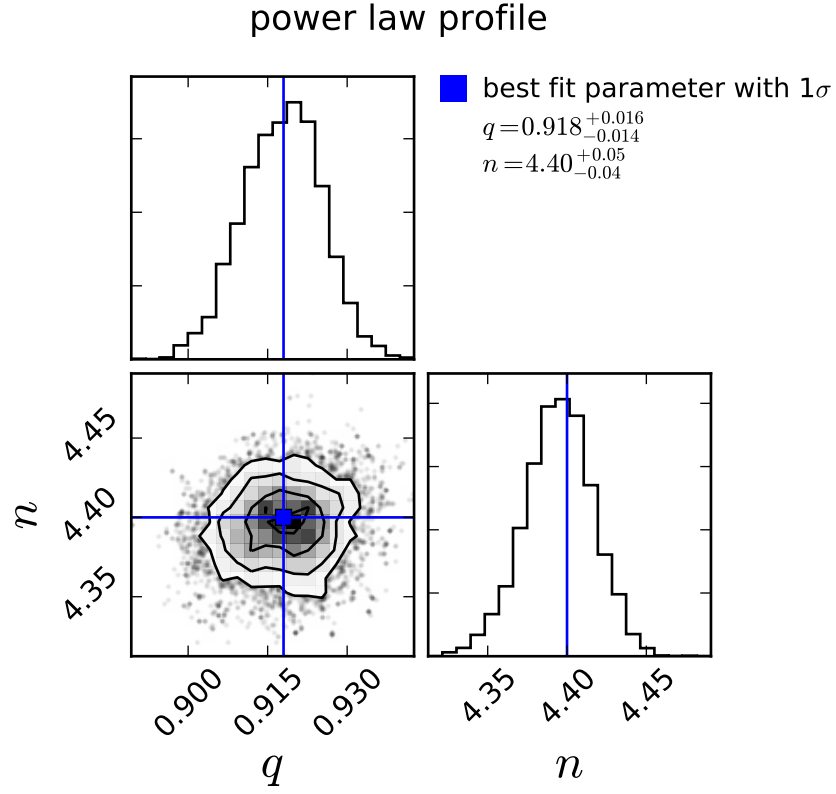 power law profile
best fit parameter with 1σ
q=0.918+0.016−0.014
n=4.40+0.05−0.04
n
4.45
4.40
4.35
0.900 0.915 0.930
4.35 4.40 4.45
q
n